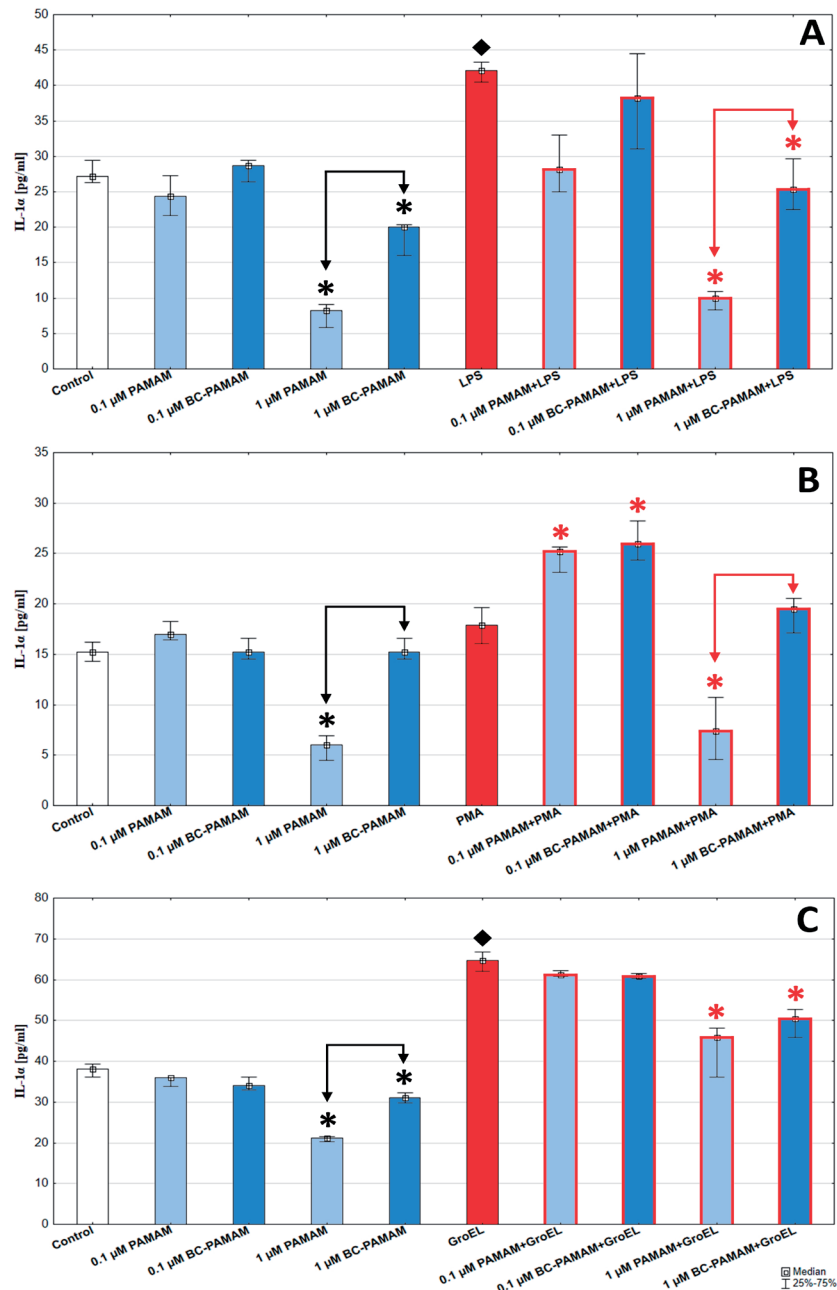 A
50
45
40
35
30
25
20
15
10
5
0
IL-1α [pg/ml]
◆
*
*
*
*
Control
0.1 µM PAMAM
0.1 µM BC-PAMAM
1 µM PAMAM
1 µM BC-PAMAM
LPS
0.1 µM PAMAM+LPS
0.1 µM BC-PAMAM+LPS
1 µM PAMAM+LPS
1 µM BC-PAMAM+LPS
B
35
30
25
20
15
10
5
0
IL-1α [pg/ml]
*
*
*
*
Control
0.1 µM PAMAM
0.1 µM BC-PAMAM
1 µM PAMAM
1 µM BC-PAMAM
PMA
0.1 µM PAMAM+PMA
0.1 µM BC-PAMAM+PMA
1 µM PAMAM+PMA
1 µM BC-PAMAM+PMA
C
80
70
60
50
40
30
20
10
0
IL-1α [pg/ml]
◆
*
*
*
*
Control
0.1 µM PAMAM
0.1 µM BC-PAMAM
1 µM PAMAM
1 µM BC-PAMAM
GroEL
0.1 µM PAMAM+GroEL
0.1 µM BC-PAMAM+GroEL
1 µM PAMAM+GroEL
1 µM BC-PAMAM+GroEL
Median
25%-75%